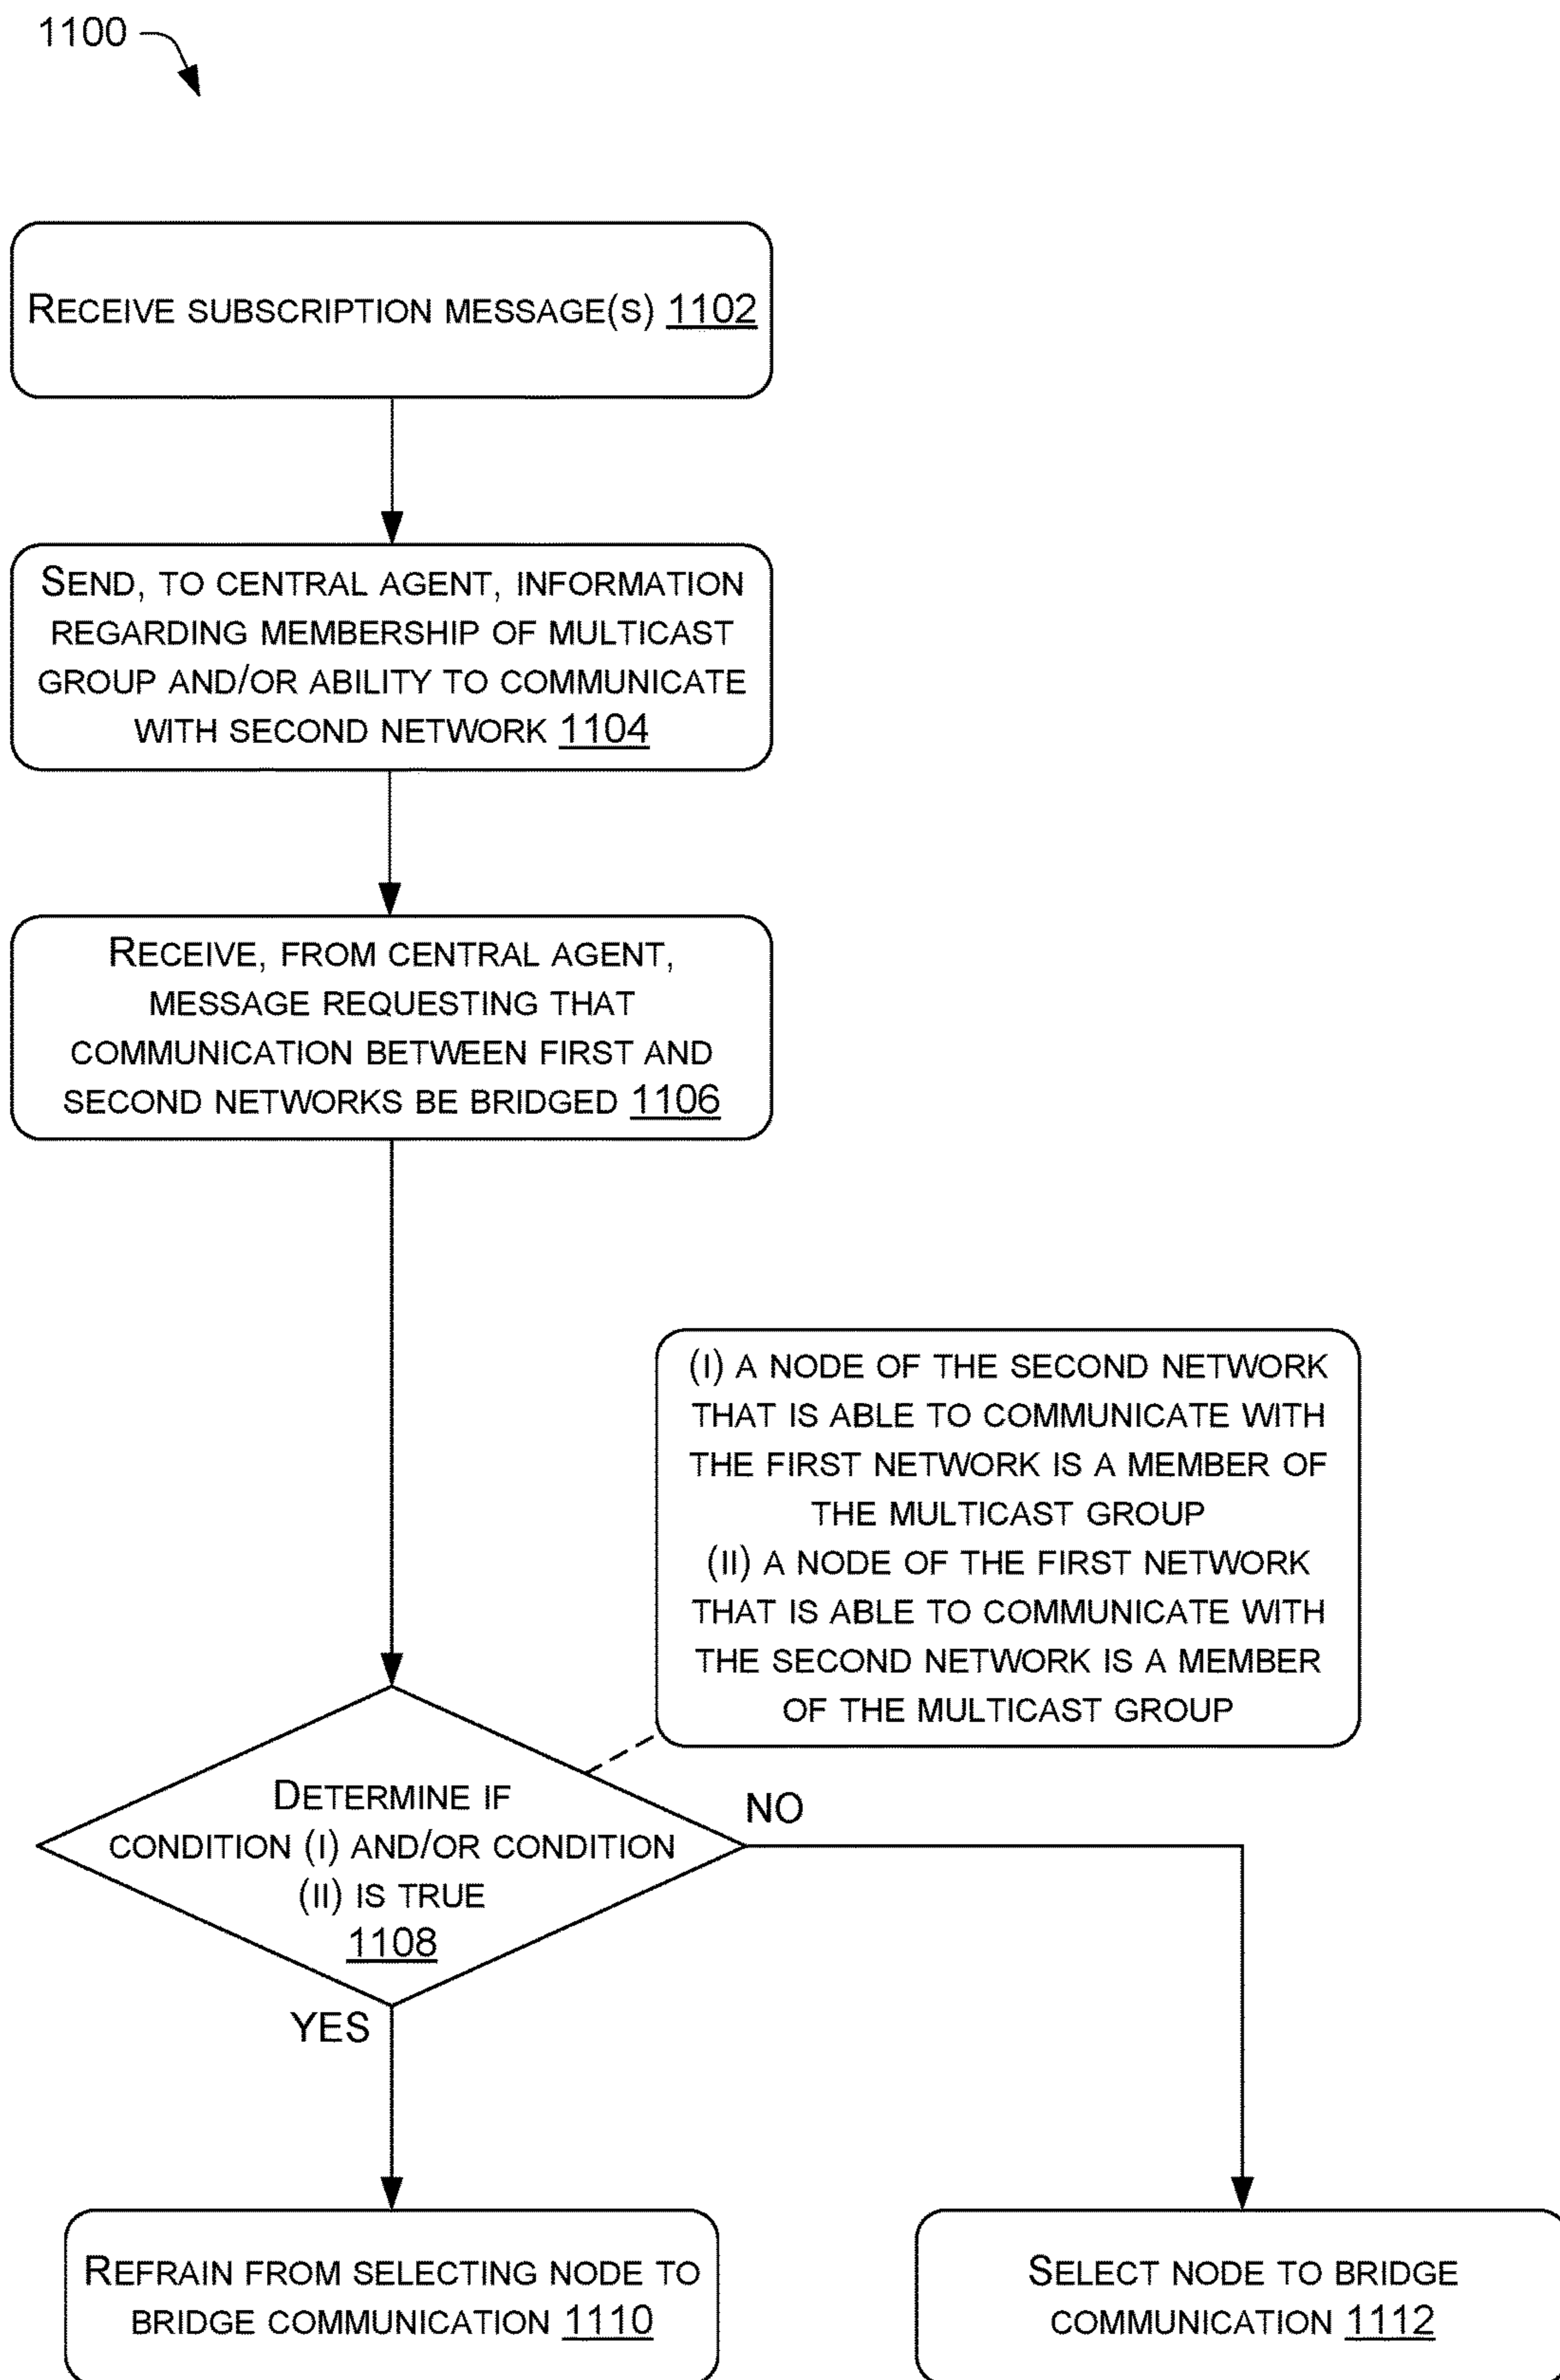 1100
RECEIVE SUBSCRIPTION MESSAGE(S) 1102
SEND, TO CENTRAL AGENT, INFORMATION
REGARDING MEMBERSHIP OF MULTICAST
GROUP AND/OR ABILITY TO COMMUNICATE
WITH SECOND NETWORK 1104
RECEIVE, FROM CENTRAL AGENT,
MESSAGE REQUESTING THAT
COMMUNICATION BETWEEN FIRST AND
SECOND NETWORKS BE BRIDGED 1106
(I) A NODE OF THE SECOND NETWORK
THAT IS ABLE TO COMMUNICATE WITH
THE FIRST NETWORK IS A MEMBER OF
THE MULTICAST GROUP
(II) A NODE OF THE FIRST NETWORK
THAT IS ABLE TO COMMUNICATE WITH
THE SECOND NETWORK IS A MEMBER
OF THE MULTICAST GROUP
DETERMINE IF
CONDITION (I) AND/OR CONDITION
(II) IS TRUE
1108
NO
YES
REFRAIN FROM SELECTING NODE TO
BRIDGE COMMUNICATION 1110
SELECT NODE TO BRIDGE
COMMUNICATION 1112